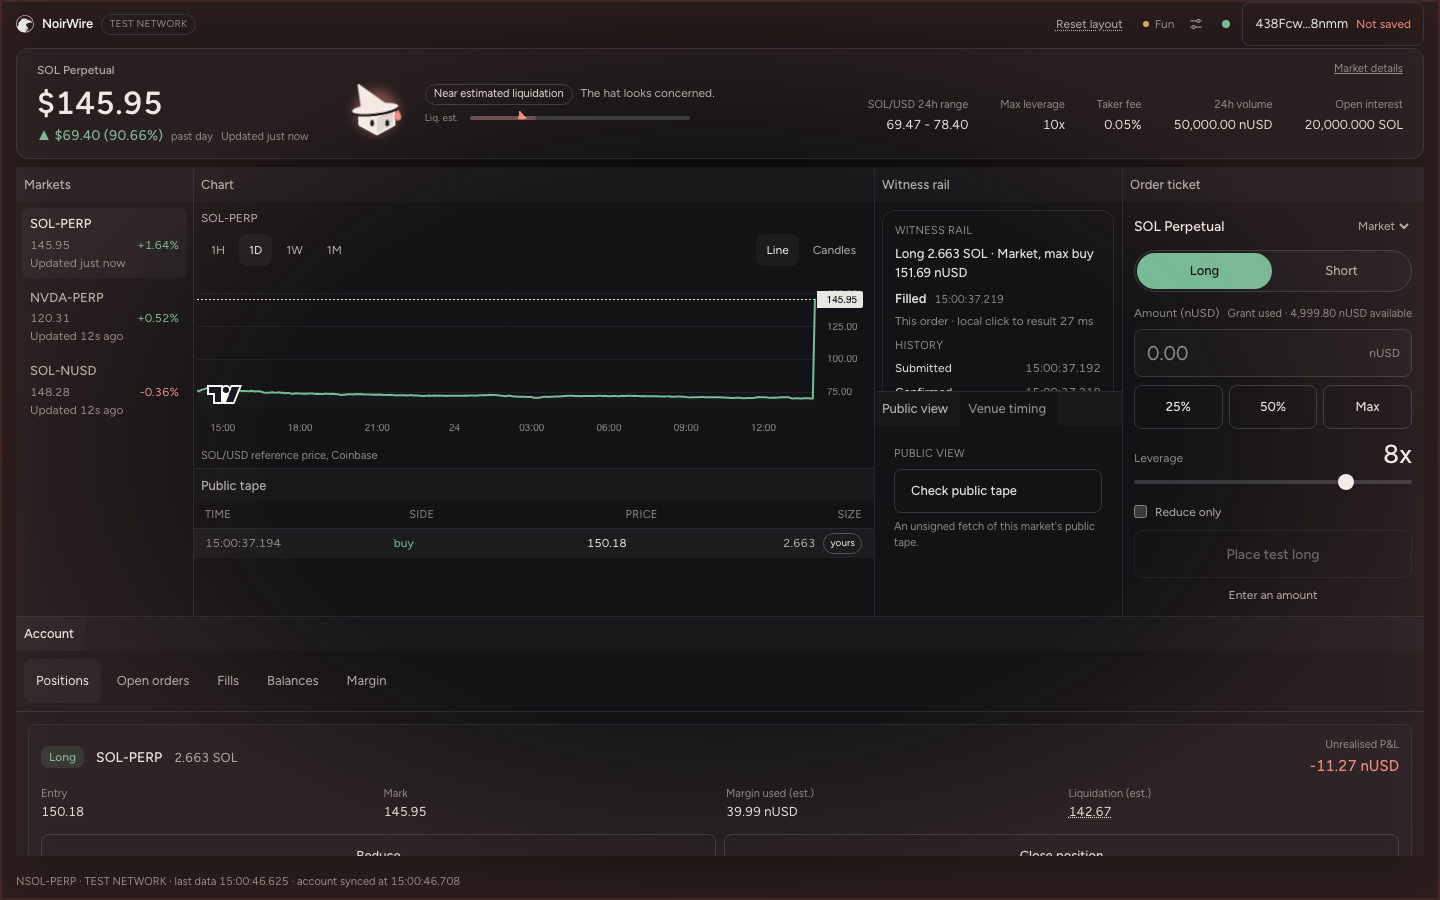 NoirWire TEST NETWORK
Reset layout Fun 438Fcw...8nmm Not saved
SOL Perpetual
$145.95
▲ $69.40 (90.66%) past day Updated just now
Near estimated liquidation The hat looks concerned.
Liq. est.
Market details
SOL/USD 24h range Max leverage Taker fee 24h volume Open interest
69.47 - 78.40 10x 0.05% 50,000.00 nUSD 20,000.000 SOL
Markets
SOL-PERP
145.95 +1.64%
Updated just now
NVDA-PERP
120.31 +0.52%
Updated 12s ago
SOL-NUSD
148.28 -0.36%
Updated 12s ago
Chart
SOL-PERP
1H 1D 1W 1M Line Candles
145.95
125.00
100.00
75.00
15:00 18:00 21:00 24 03:00 06:00 09:00 12:00
SOL/USD reference price, Coinbase
Public tape
TIME SIDE PRICE SIZE
15:00:37.194 buy 150.18 2.663 yours
Witness rail
WITNESS RAIL
Long 2.663 SOL · Market, max buy
151.69 nUSD
Filled 15:00:37.219
This order · local click to result 27 ms
HISTORY
Submitted 15:00:37.192
Confirmed 15:00:37.219
Public view Venue timing
PUBLIC VIEW
Check public tape
An unsigned fetch of this market's public
tape.
Order ticket
SOL Perpetual Market
Long Short
Amount (nUSD) Grant used · 4,999.80 nUSD available
0.00 nUSD
25% 50% Max
Leverage 8x
Reduce only
Place test long
Enter an amount
Account
Positions Open orders Fills Balances Margin
Long SOL-PERP 2.663 SOL
Unrealised P&L
-11.27 nUSD
Entry Mark Margin used (est.) Liquidation (est.)
150.18 145.95 39.99 nUSD 142.67
Reduce Close position
NSOL-PERP · TEST NETWORK · last data 15:00:46.625 · account synced at 15:00:46.708